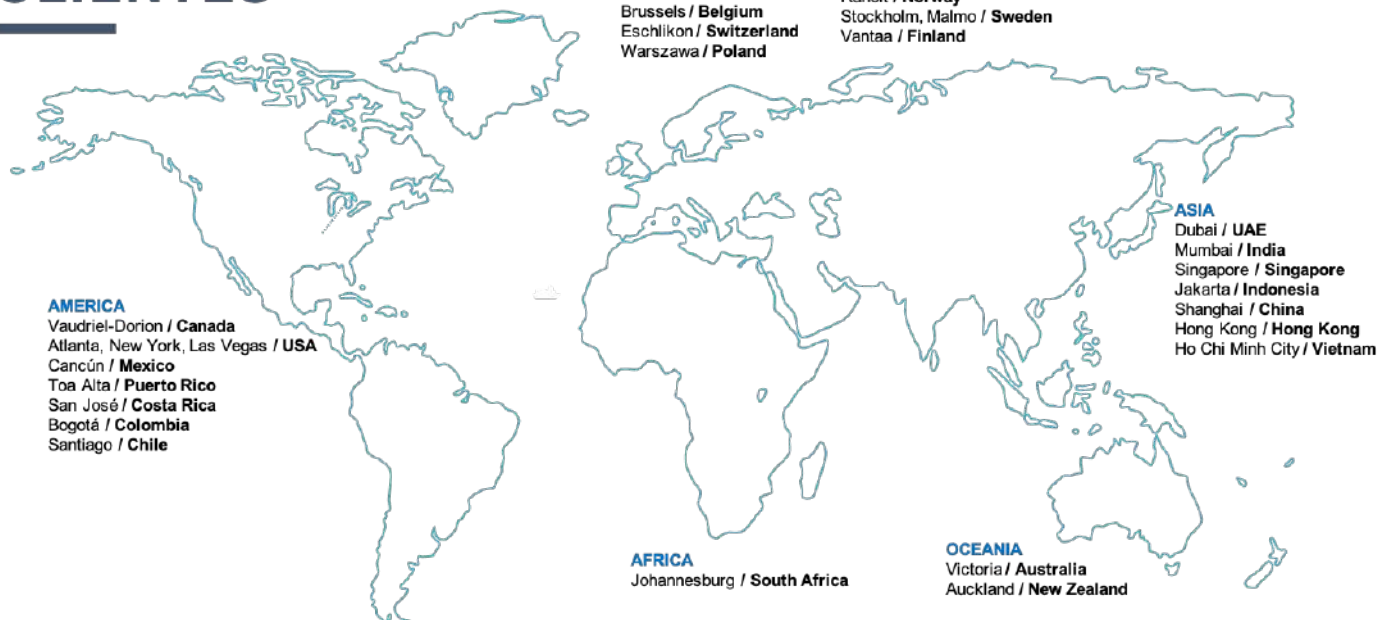 CLIENTES
Brussels / Belgium
Eschlikon / Switzerland
Warszawa / Poland
/ Norway
Stockholm, Malmo / Sweden
Vantaa / Finland
ASIA
Dubai / UAE
Mumbai / India
Singapore / Singapore
Jakarta / Indonesia
Shanghai / China
Hong Kong / Hong Kong
Ho Chi Minh City / Vietnam
AMERICA
Vaudriel-Dorion / Canada
Atlanta, New York, Las Vegas / USA
Cancún / Mexico
Toa Alta / Puerto Rico
San José / Costa Rica
Bogotá / Colombia
Santiago / Chile
AFRICA
Johannesburg / South Africa
OCEANIA
Victoria / Australia
Auckland / New Zealand